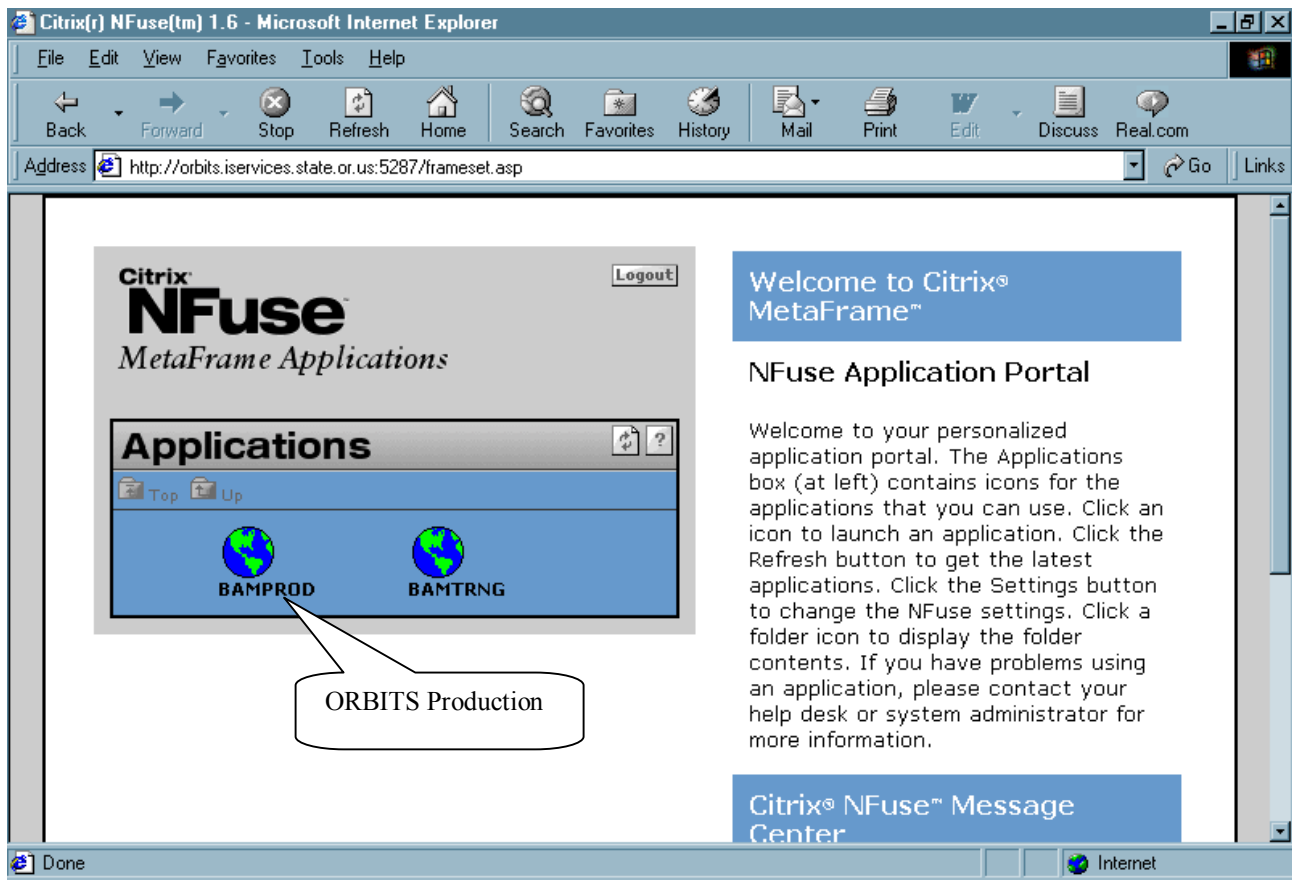 Citrix(r) NFuse(tm) 1.6 - Microsoft Internet Explorer
File Edit View Favorites Tools Help
Back Forward Stop Refresh Home Search Favorites History Mail Print Edit Discuss Real.com
Address http://orbits.iservices.state.or.us:5287/frameset.asp Go Links
Citrix
NFuse™
MetaFrame Applications
Logout
Applications
?
Top Up
BAMPROD BAMTRNG
ORBITS Production
Welcome to Citrix®
MetaFrame™
NFuse Application Portal
Welcome to your personalized
application portal. The Applications
box (at left) contains icons for the
applications that you can use. Click an
icon to launch an application. Click the
Refresh button to get the latest
applications. Click the Settings button
to change the NFuse settings. Click a
folder icon to display the folder
contents. If you have problems using
an application, please contact your
help desk or system administrator for
more information.
Citrix® NFuse™ Message
Center
Done Internet